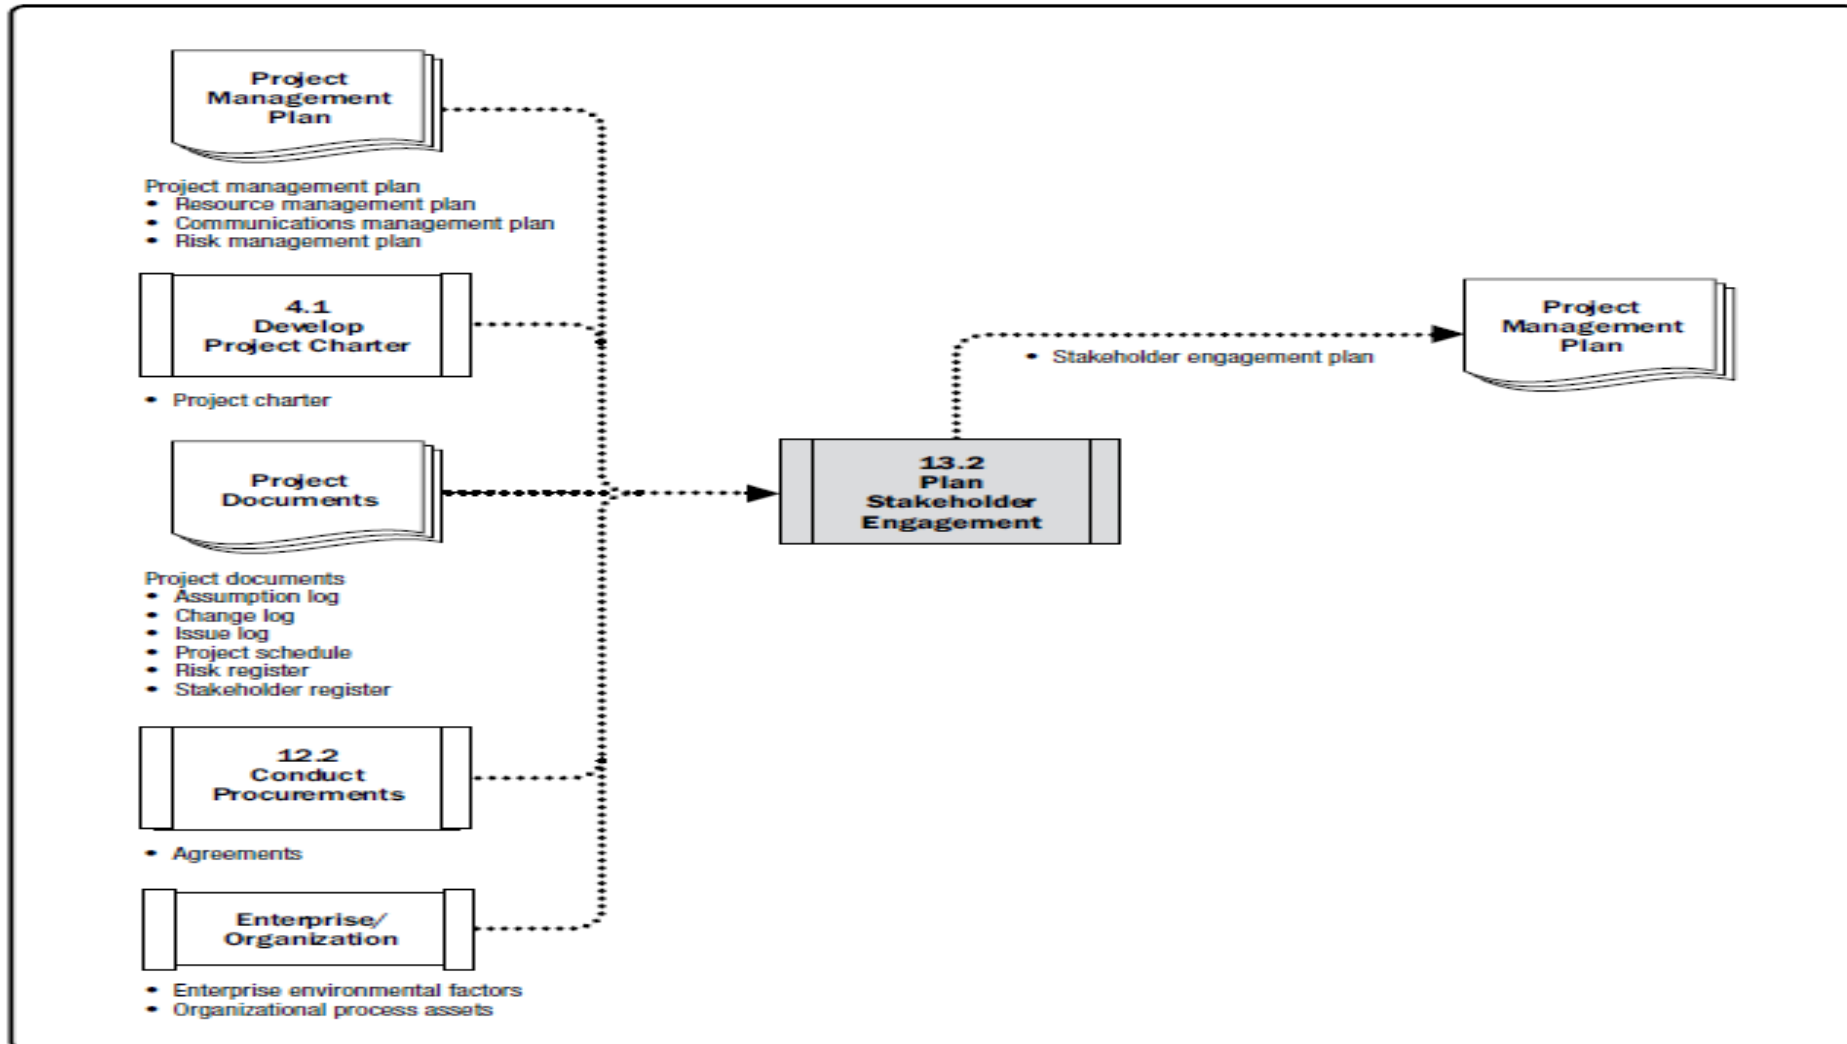 Project
Management
Plan
Project management plan
• Resource management plan
• Communications management plan
• Risk management plan
4.1
Develop
Project Charter
• Project charter
Project
Documents
Project documents
• Assumption log
• Change log
• Issue log
• Project schedule
• Risk register
• Stakeholder register
12.2
Conduct
Procurements
• Agreements
Enterprise/
Organization
• Enterprise environmental factors
• Organizational process assets
13.2
Plan
Stakeholder
Engagement
• Stakeholder engagement plan
Project
Management
Plan